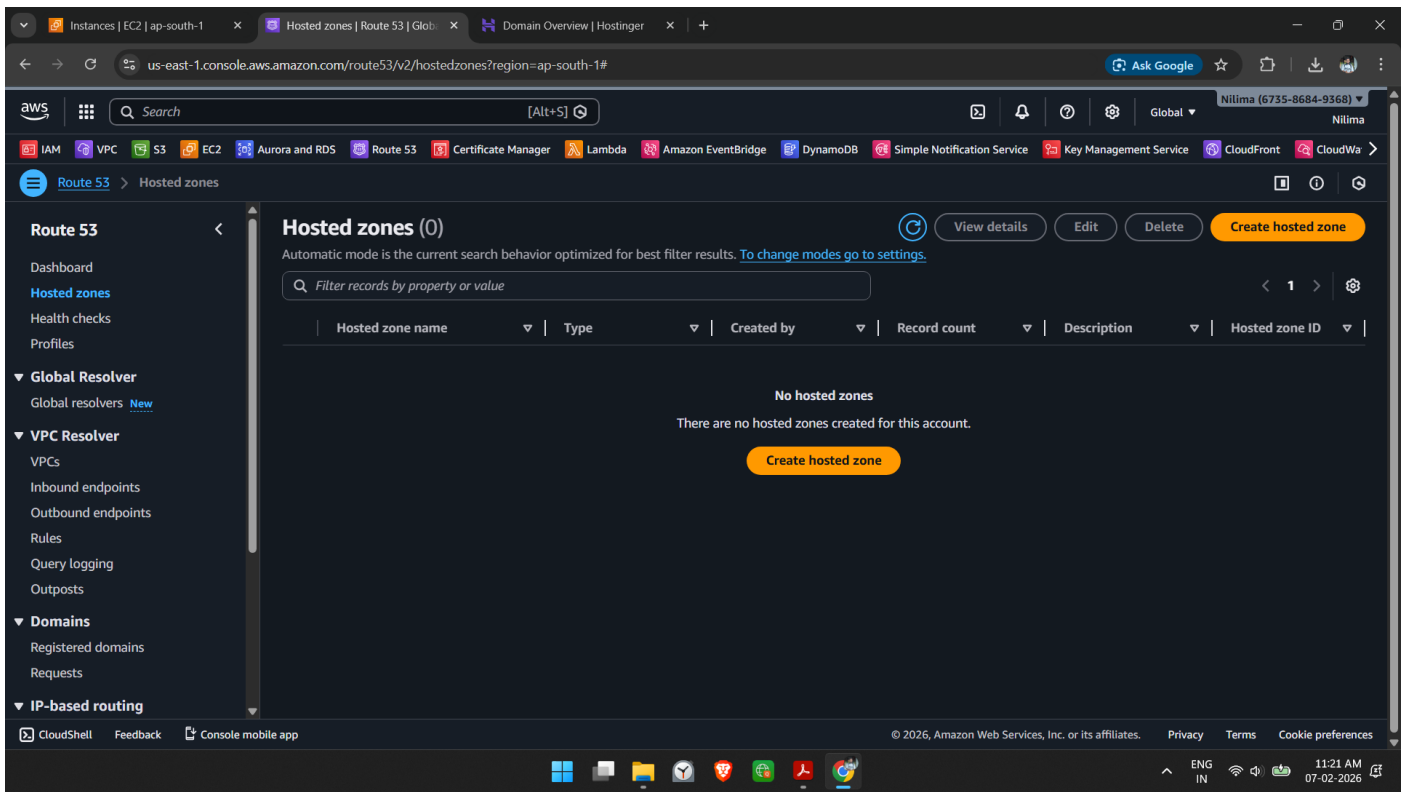 Instances | EC2 | ap-south-1
Hosted zones | Route 53 | Glob
Domain Overview | Hostinger
us-east-1.console.aws.amazon.com/route53/v2/hostedzones?region=ap-south-1#
Ask Google
aws
Search
[Alt+S]
Global
Nilima (6735-8684-9368)
Nilima
IAM
VPC
S3
EC2
Aurora and RDS
Route 53
Certificate Manager
Lambda
Amazon EventBridge
DynamoDB
Simple Notification Service
Key Management Service
CloudFront
CloudWa
Route 53 > Hosted zones
Route 53
Dashboard
Hosted zones
Health checks
Profiles
Global Resolver
Global resolvers New
VPC Resolver
VPCs
Inbound endpoints
Outbound endpoints
Rules
Query logging
Outposts
Domains
Registered domains
Requests
IP-based routing
Hosted zones (0)
View details
Edit
Delete
Create hosted zone
Automatic mode is the current search behavior optimized for best filter results. To change modes go to settings.
Filter records by property or value
1
Hosted zone name
Type
Created by
Record count
Description
Hosted zone ID
No hosted zones
There are no hosted zones created for this account.
Create hosted zone
CloudShell
Feedback
Console mobile app
© 2026, Amazon Web Services, Inc. or its affiliates.
Privacy
Terms
Cookie preferences
ENG
IN
11:21 AM
07-02-2026